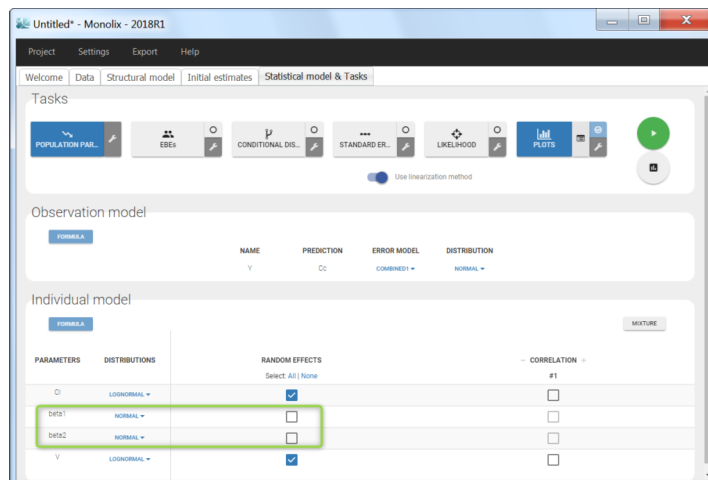 Untitled* - Monolix - 2018R1
Project Settings Export Help
Welcome Data Structural model Initial estimates Statistical model & Tasks
Tasks
POPULATION PAR... EBEs CONDITIONAL DIS... STANDARD ER... LIKELIHOOD PLOTS
Use linearization method
Observation model
FORMULA
NAME PREDICTION ERROR MODEL DISTRIBUTION
Y Cc COMBINED1 NORMAL
Individual model
FORMULA MIXTURE
PARAMETERS DISTRIBUTIONS RANDOM EFFECTS − CORRELATION +
Select: All | None #1
Cl LOGNORMAL
beta1 NORMAL
beta2 NORMAL
V LOGNORMAL